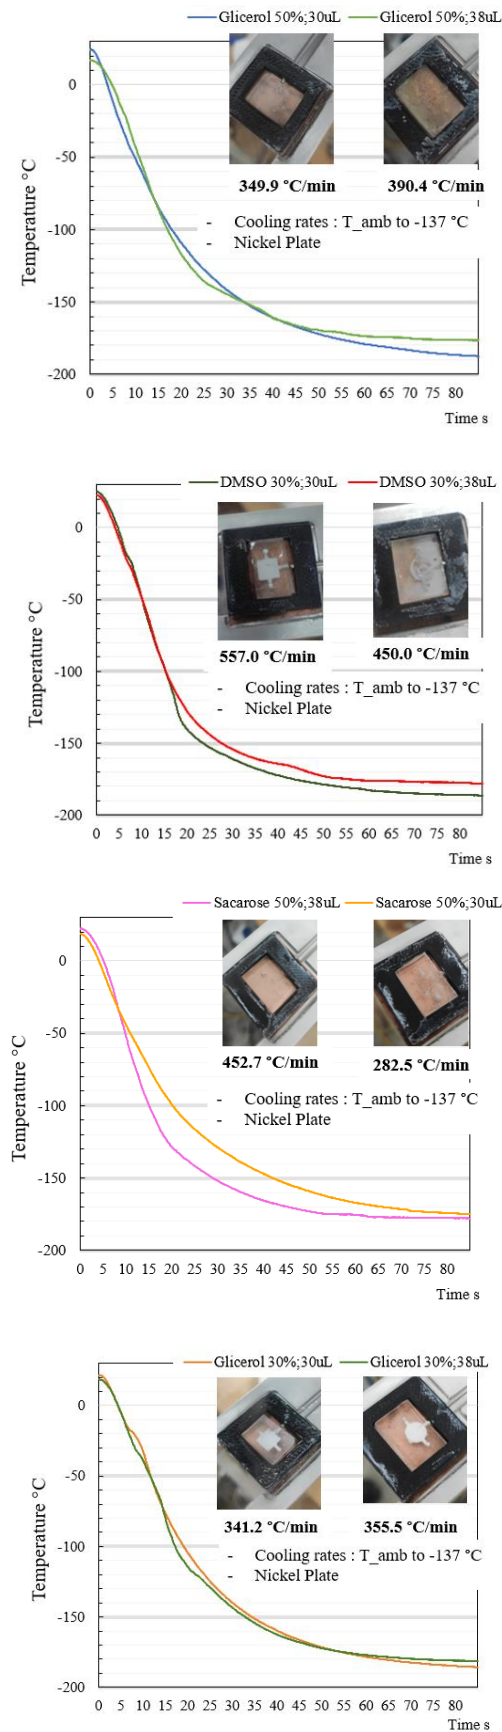 Glicerol 50%;30uL Glicerol 50%;38uL
0
-50
-100
-150
-200
Temperature °C
349.9 °C/min 390.4 °C/min
- Cooling rates : T_amb to -137 °C
- Nickel Plate
0 5 10 15 20 25 30 35 40 45 50 55 60 65 70 75 80
Time s
DMSO 30%;30uL DMSO 30%;38uL
0
-50
-100
-150
-200
Temperature °C
557.0 °C/min 450.0 °C/min
- Cooling rates : T_amb to -137 °C
- Nickel Plate
0 5 10 15 20 25 30 35 40 45 50 55 60 65 70 75 80
Time s
Sacarose 50%;38uL Sacarose 50%;30uL
0
-50
-100
-150
-200
Temperature °C
452.7 °C/min 282.5 °C/min
- Cooling rates : T_amb to -137 °C
- Nickel Plate
0 5 10 15 20 25 30 35 40 45 50 55 60 65 70 75 80
Time s
Glicerol 30%;30uL Glicerol 30%;38uL
0
-50
-100
-150
-200
Temperature °C
341.2 °C/min 355.5 °C/min
- Cooling rates : T_amb to -137 °C
- Nickel Plate
0 5 10 15 20 25 30 35 40 45 50 55 60 65 70 75 80
Time s